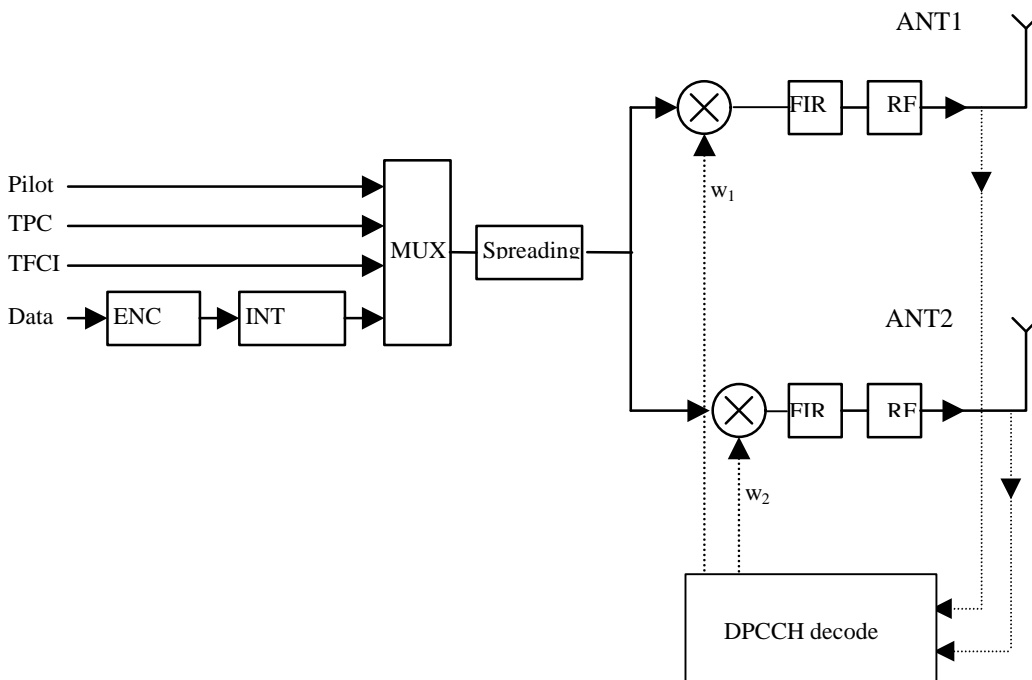 ANT1
FIR
RF
Pilot
w1
TPC
MUX
Spreading
TFCI
Data
ENC
INT
ANT2
FIR
RF
w2
DPCCH decode